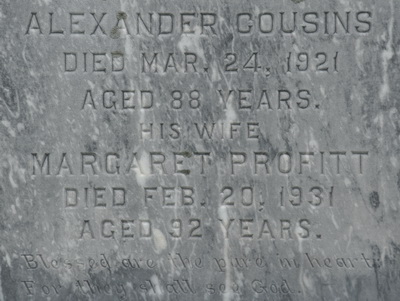 ALEXANDER COUSINS
DIED MAR. 24, 1921
AGED 88 YEARS.
HIS WIFE
MARGARET PROFITT
DIED FEB. 20, 1931
AGED 92 YEARS.
Blessed are the pure in heart
For they shall see God.